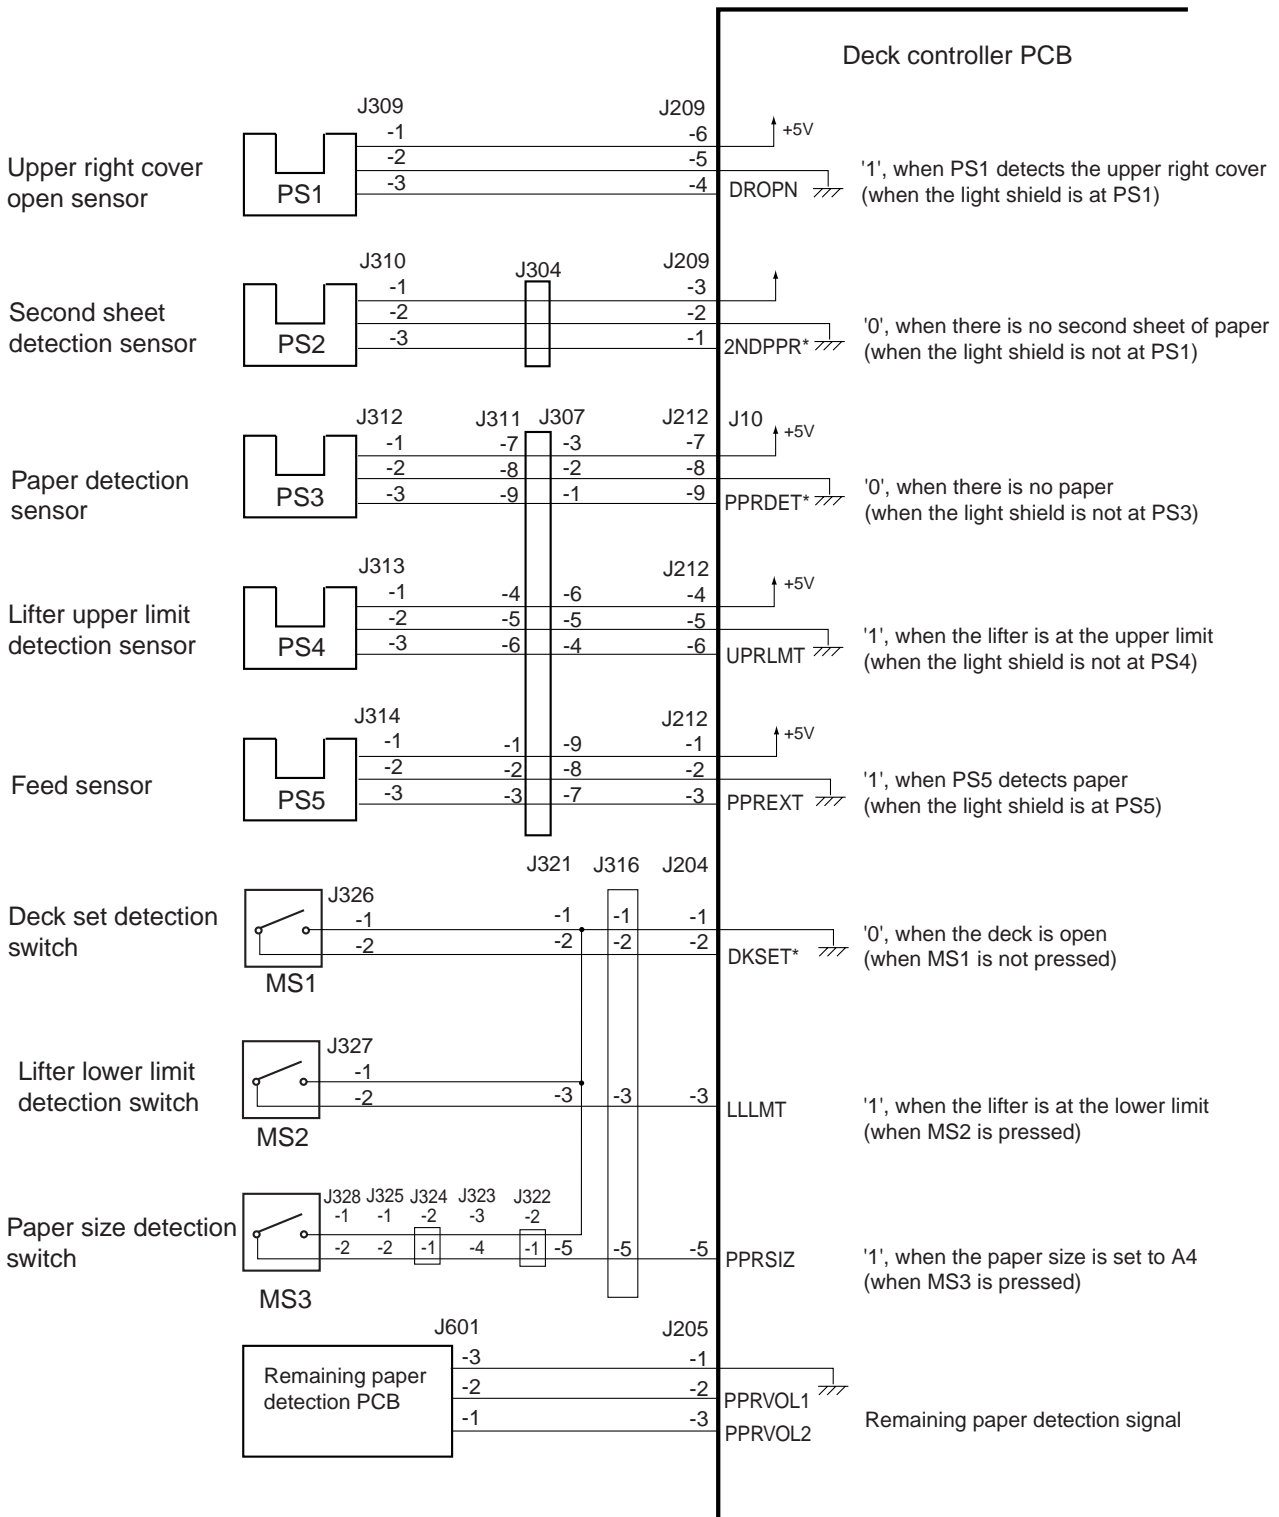 Deck controller PCB
J309 J209
-1 -6 +5V
-2 -5
-3 -4
Upper right cover
open sensor
PS1
DROPN
'1', when PS1 detects the upper right cover
(when the light shield is at PS1)
J310 J304 J209
-1 -3
-2 -2
-3 -1
Second sheet
detection sensor
PS2
2NDPPR*
'0', when there is no second sheet of paper
(when the light shield is not at PS1)
J312 J311 J307 J212 J10
-1 -7 -3 -7 +5V
-2 -8 -2 -8
-3 -9 -1 -9
Paper detection
sensor
PS3
PPRDET*
'0', when there is no paper
(when the light shield is not at PS3)
J313 J212
-1 -4 -6 -4 +5V
-2 -5 -5 -5
-3 -6 -4 -6
Lifter upper limit
detection sensor
PS4
UPRLMT
'1', when the lifter is at the upper limit
(when the light shield is not at PS4)
J314 J212
-1 -1 -9 -1 +5V
-2 -2 -8 -2
-3 -3 -7 -3
Feed sensor
PS5
PPREXT
'1', when PS5 detects paper
(when the light shield is at PS5)
J321 J316 J204
J326
-1 -1 -1 -1
-2 -2 -2 -2
Deck set detection
switch
MS1
DKSET*
'0', when the deck is open
(when MS1 is not pressed)
J327
-1
-2 -3 -3 -3
Lifter lower limit
detection switch
MS2
LLLMT
'1', when the lifter is at the lower limit
(when MS2 is pressed)
J328 J325 J324 J323 J322
-1 -1 -2 -3 -2
-2 -2 -1 -4 -1 -5 -5 -5
Paper size detection
switch
MS3
PPRSIZ
'1', when the paper size is set to A4
(when MS3 is pressed)
J601 J205
-3 -1
-2 -2
-1 -3
Remaining paper
detection PCB
PPRVOL1
PPRVOL2
Remaining paper detection signal